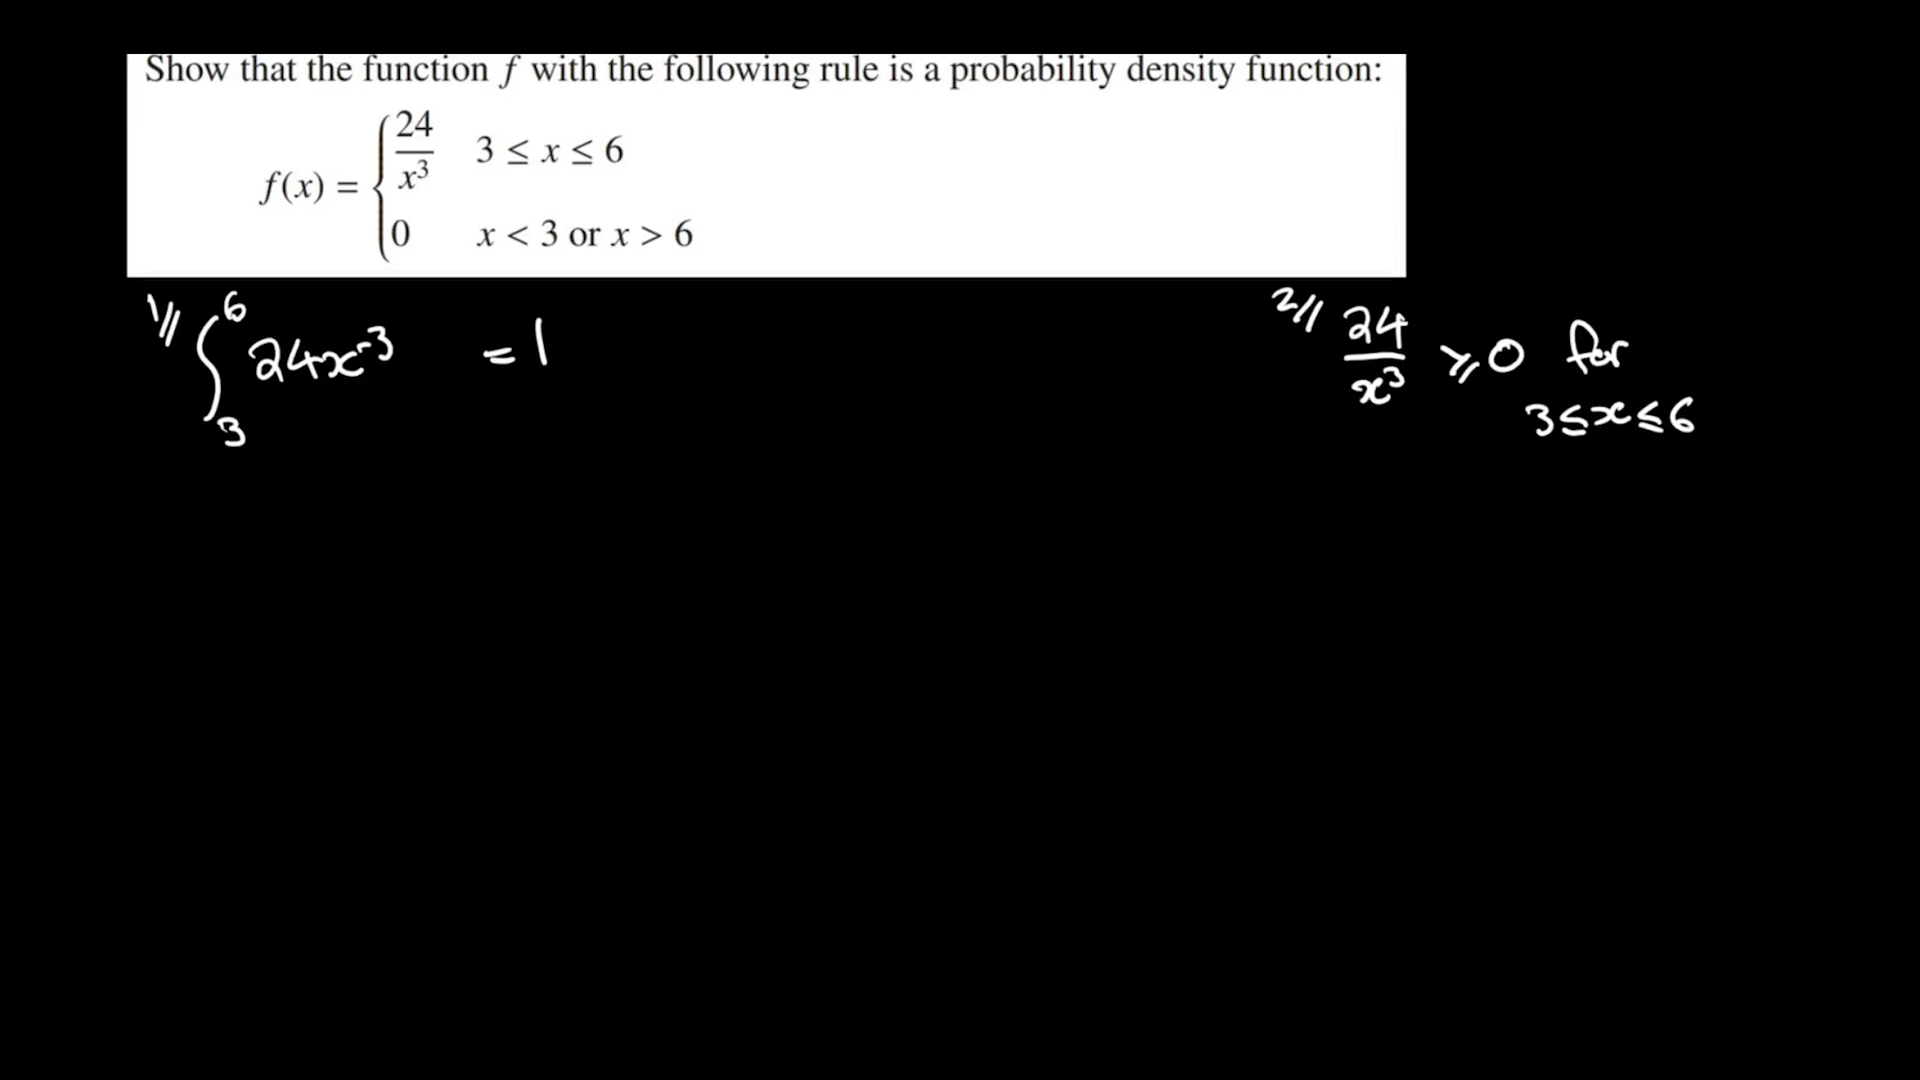 Show that the function f with the following rule is a probability density function:
f(x) = { 24/x³ 3 ≤ x ≤ 6
0 x < 3 or x > 6
1// ∫₃⁶ 24x⁻³ = 1
2// 24/x³ ⩾ 0 for
3 ≤ x ≤ 6